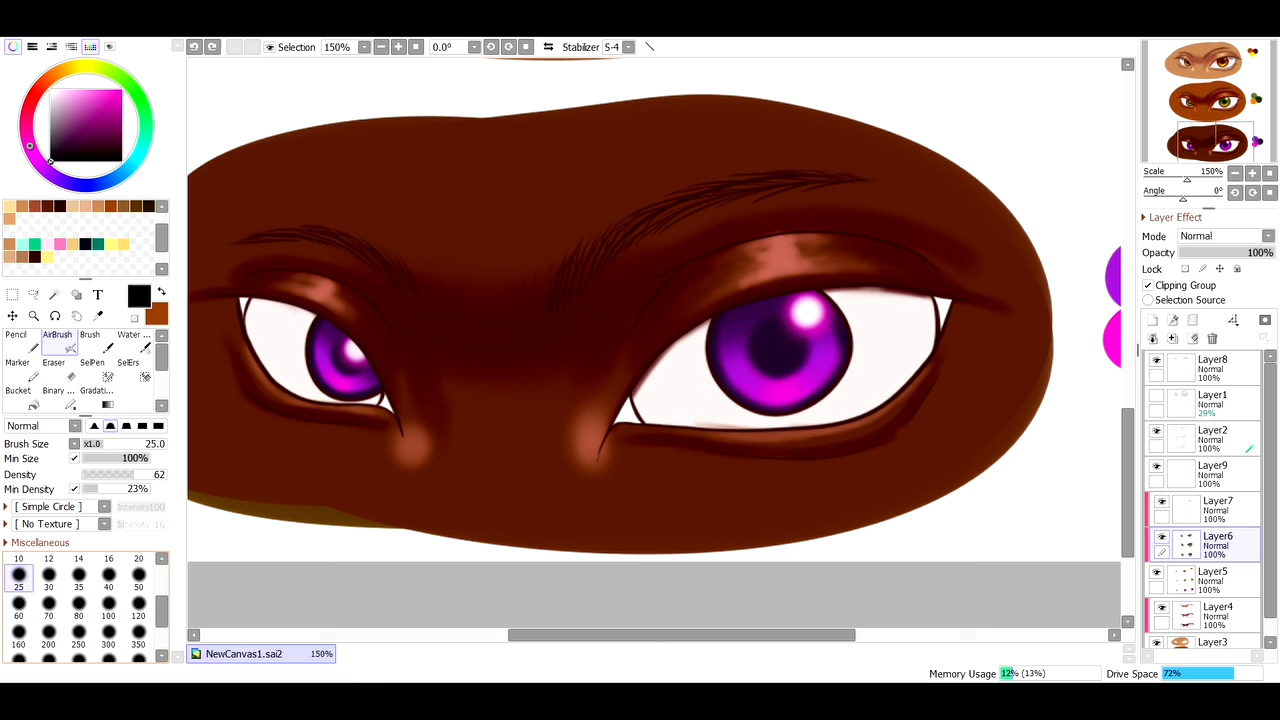 Selection 150% 0.0° Stabilizer S-4
Scale 150%
Angle 0°
Layer Effect
Mode Normal
Opacity 100%
Lock
Clipping Group
Selection Source
T
Pencil AirBrush Brush Water ...
Marker Eraser SelPen SelErs
Bucket Binary ... Gradati...
Normal
Brush Size x1.0 25.0
Min Size 100%
Density 62
Min Density 23%
[ Simple Circle ] Intensity 100
[ No Texture ] Intensity 16
Miscellaneous
10 12 14 16 20
25 30 35 40 50
60 70 80 100 120
160 200 250 300 350
Layer8
Normal
100%
Layer1
Normal
29%
Layer2
Normal
100%
Layer9
Normal
100%
Layer7
Normal
100%
Layer6
Normal
100%
Layer5
Normal
100%
Layer4
Normal
100%
Layer3
NewCanvas1.sai2 150%
Memory Usage 12% (13%) Drive Space 72%